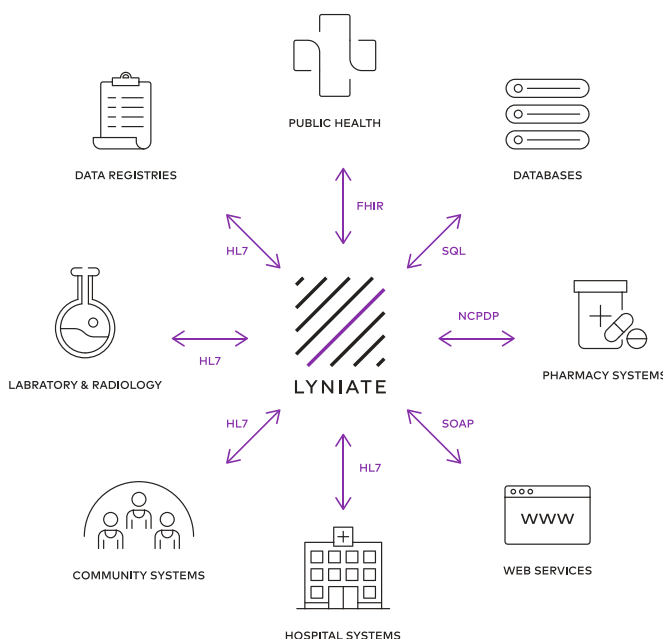 PUBLIC HEALTH
DATA REGISTRIES
DATABASES
FHIR
HL7
SQL
NCPDP
HL7
LABRATORY & RADIOLOGY
PHARMACY SYSTEMS
LYNIATE
HL7
SOAP
HL7
WWW
COMMUNITY SYSTEMS
WEB SERVICES
HOSPITAL SYSTEMS